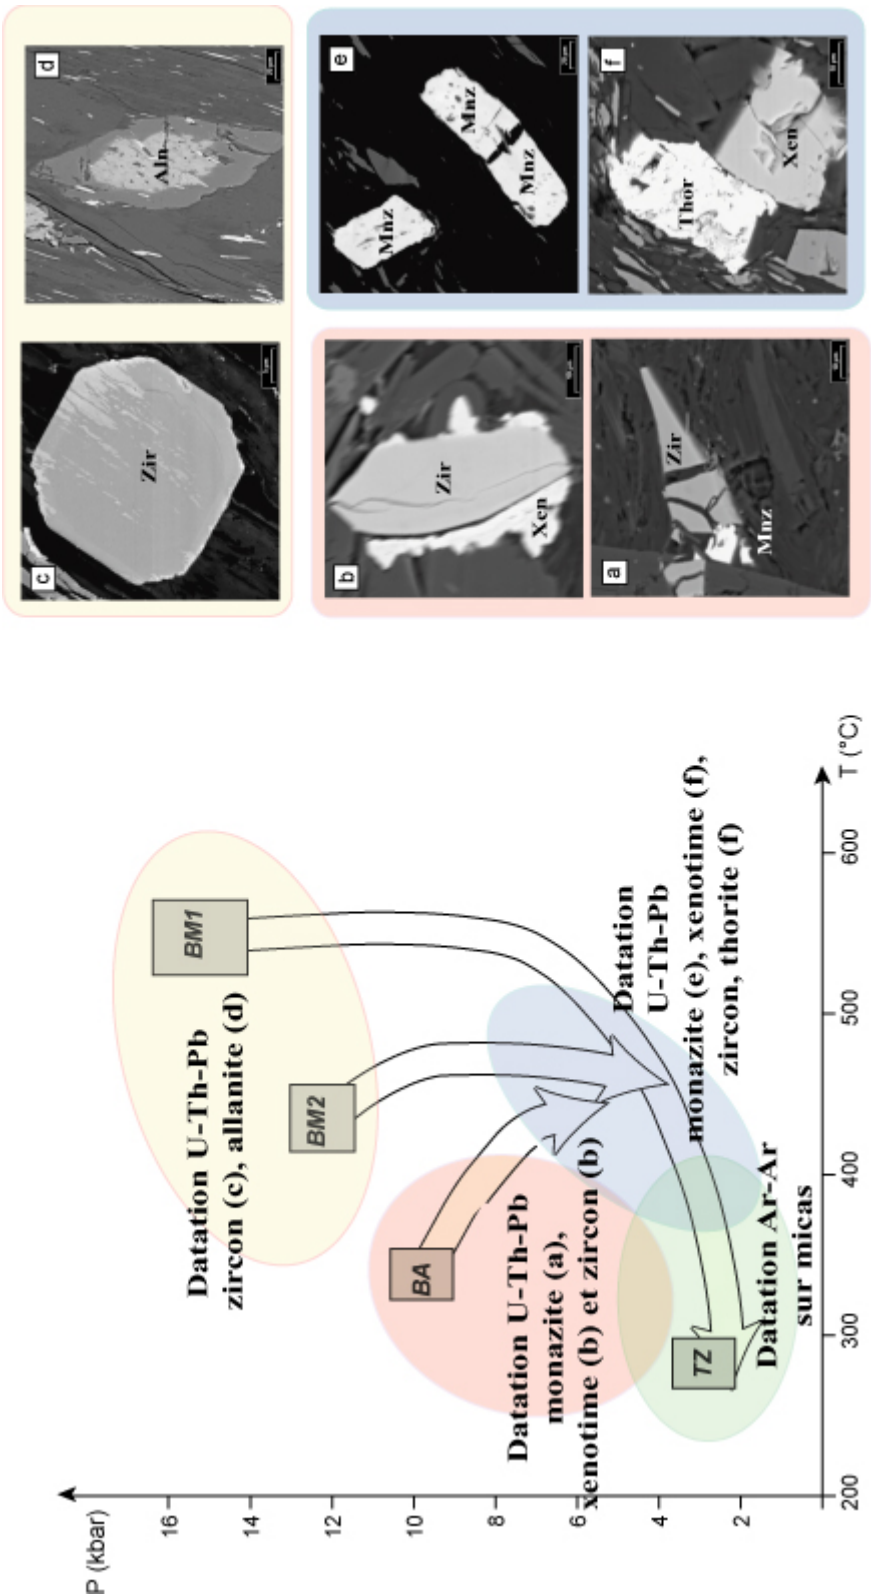 P (kbar)
16
14
12
10
8
6
4
2
200
300
400
500
600
T (°C)
BM1
BM2
BA
TZ
Datation U-Th-Pb
zircon (c), allanite (d)
Datation U-Th-Pb
monazite (a),
xenotime (b) et zircon (b)
Datation
U-Th-Pb
monazite (e), xenotime (f),
zircon, thorite (f)
Datation Ar-Ar
sur micas
c
Zir
d
Aln
b
Zir
Xen
e
Mnz
Mnz
Mnz
a
Zir
Mnz
f
Thor
Xen